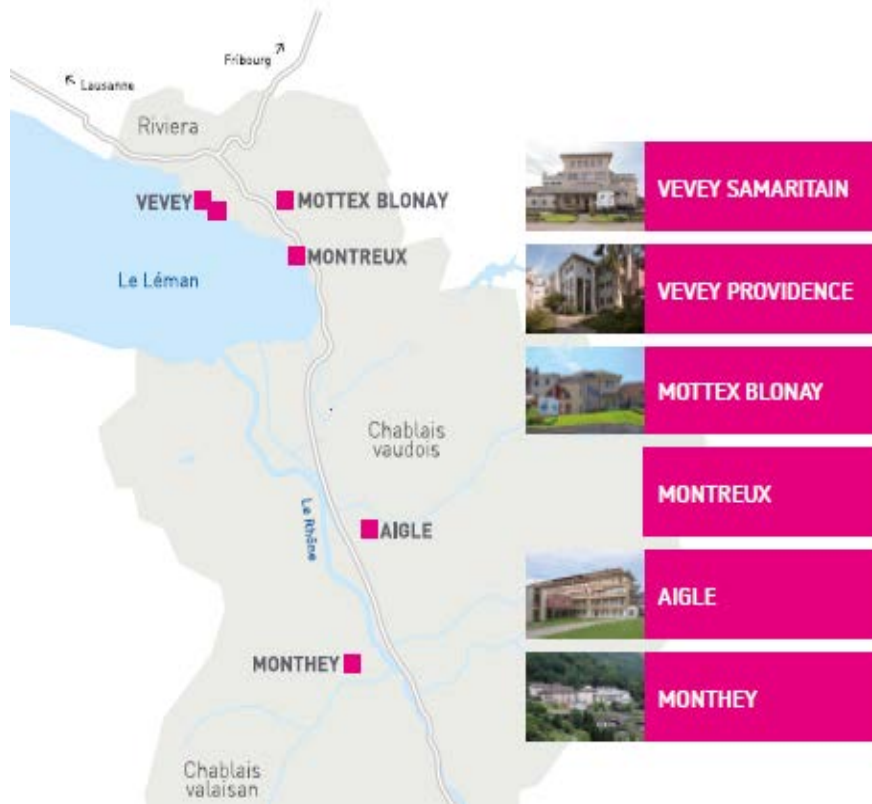 Fribourg
Lausanne
Riviera
VEVEY
MOTTEX BLONAY
MONTREUX
Le Léman
Chablais
vaudois
Le Rhône
AIGLE
MONTHEY
Chablais
valaisan
VEVEY SAMARITAIN
VEVEY PROVIDENCE
MOTTEX BLONAY
MONTREUX
AIGLE
MONTHEY